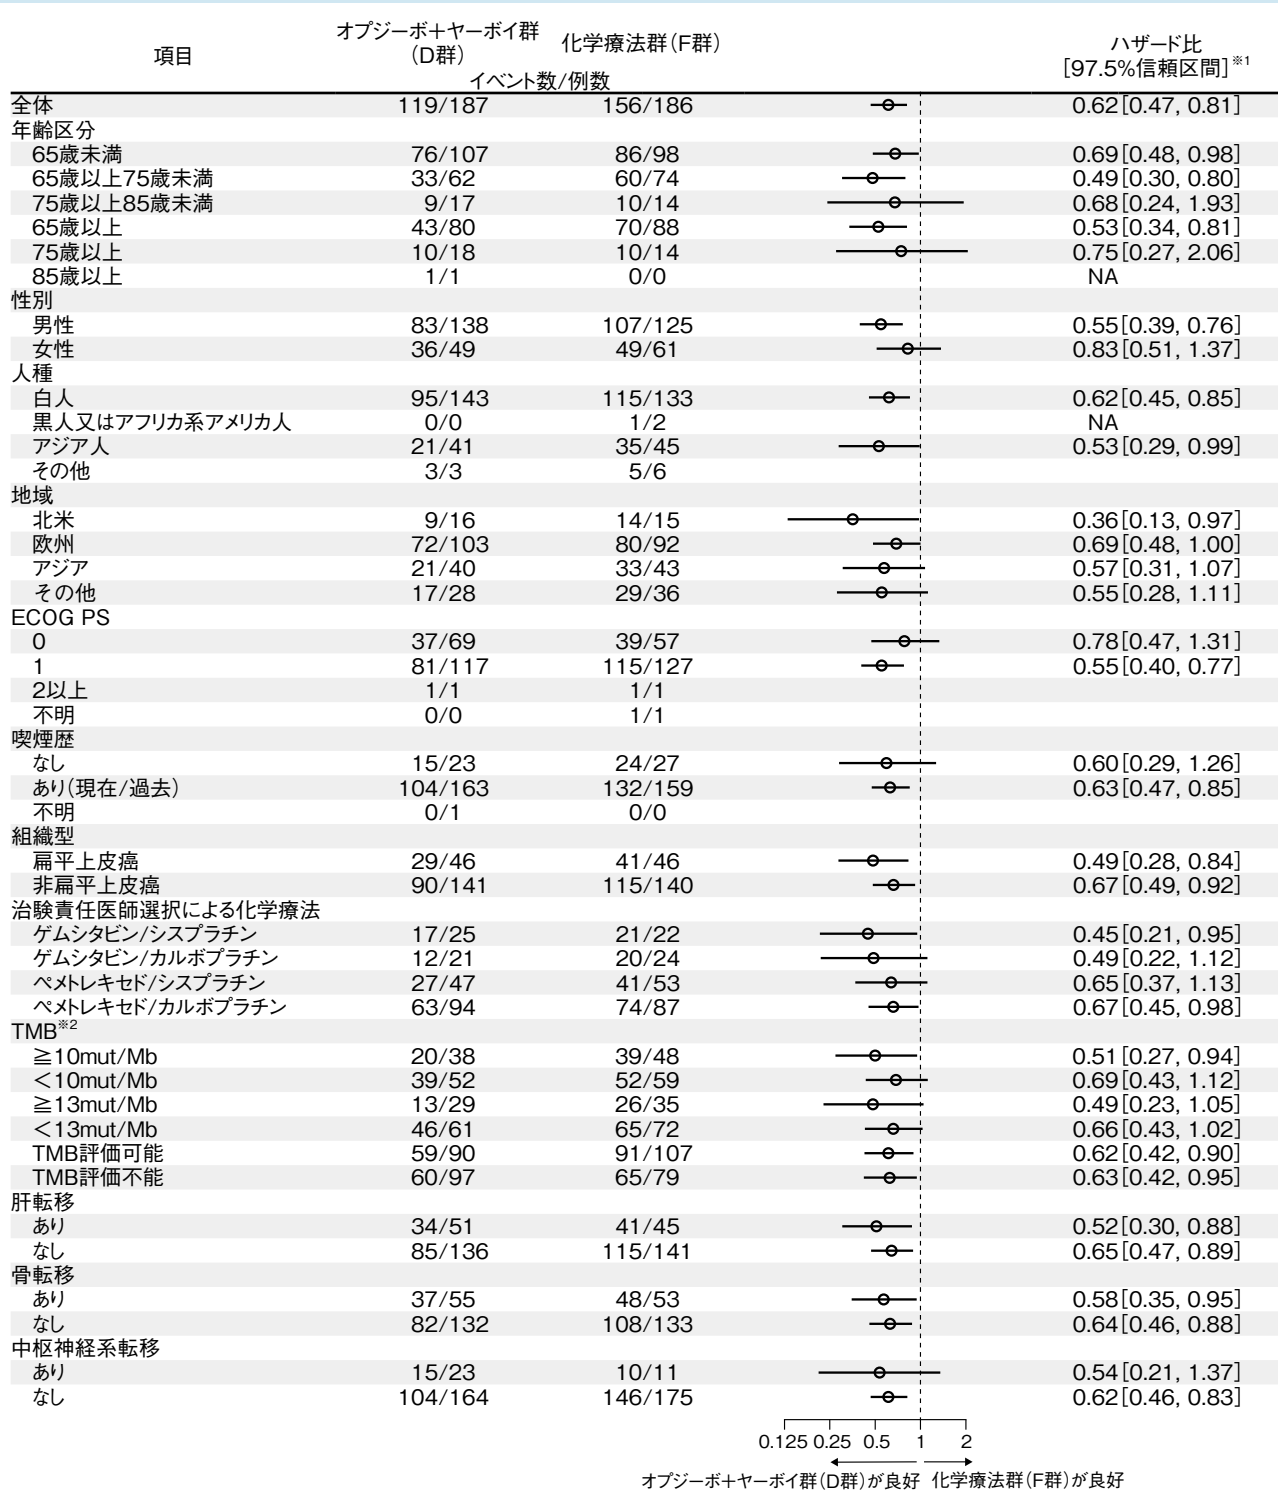 項目 オプジーボ＋ヤーボイ群（D群） 化学療法群（F群） ハザード比［97.5％信頼区間］※1
イベント数/例数
全体 119/187 156/186 0.62［0.47, 0.81］
年齢区分
65歳未満 76/107 86/98 0.69［0.48, 0.98］
65歳以上75歳未満 33/62 60/74 0.49［0.30, 0.80］
75歳以上85歳未満 9/17 10/14 0.68［0.24, 1.93］
65歳以上 43/80 70/88 0.53［0.34, 0.81］
75歳以上 10/18 10/14 0.75［0.27, 2.06］
85歳以上 1/1 0/0 NA
性別
男性 83/138 107/125 0.55［0.39, 0.76］
女性 36/49 49/61 0.83［0.51, 1.37］
人種
白人 95/143 115/133 0.62［0.45, 0.85］
黒人又はアフリカ系アメリカ人 0/0 1/2 NA
アジア人 21/41 35/45 0.53［0.29, 0.99］
その他 3/3 5/6
地域
北米 9/16 14/15 0.36［0.13, 0.97］
欧州 72/103 80/92 0.69［0.48, 1.00］
アジア 21/40 33/43 0.57［0.31, 1.07］
その他 17/28 29/36 0.55［0.28, 1.11］
ECOG PS
0 37/69 39/57 0.78［0.47, 1.31］
1 81/117 115/127 0.55［0.40, 0.77］
2以上 1/1 1/1
不明 0/0 1/1
喫煙歴
なし 15/23 24/27 0.60［0.29, 1.26］
あり（現在/過去） 104/163 132/159 0.63［0.47, 0.85］
不明 0/1 0/0
組織型
扁平上皮癌 29/46 41/46 0.49［0.28, 0.84］
非扁平上皮癌 90/141 115/140 0.67［0.49, 0.92］
治験責任医師選択による化学療法
ゲムシタビン/シスプラチン 17/25 21/22 0.45［0.21, 0.95］
ゲムシタビン/カルボプラチン 12/21 20/24 0.49［0.22, 1.12］
ペメトレキセド/シスプラチン 27/47 41/53 0.65［0.37, 1.13］
ペメトレキセド/カルボプラチン 63/94 74/87 0.67［0.45, 0.98］
TMB※2
≧10mut/Mb 20/38 39/48 0.51［0.27, 0.94］
＜10mut/Mb 39/52 52/59 0.69［0.43, 1.12］
≧13mut/Mb 13/29 26/35 0.49［0.23, 1.05］
＜13mut/Mb 46/61 65/72 0.66［0.43, 1.02］
TMB評価可能 59/90 91/107 0.62［0.42, 0.90］
TMB評価不能 60/97 65/79 0.63［0.42, 0.95］
肝転移
あり 34/51 41/45 0.52［0.30, 0.88］
なし 85/136 115/141 0.65［0.47, 0.89］
骨転移
あり 37/55 48/53 0.58［0.35, 0.95］
なし 82/132 108/133 0.64［0.46, 0.88］
中枢神経系転移
あり 15/23 10/11 0.54［0.21, 1.37］
なし 104/164 146/175 0.62［0.46, 0.83］
0.125 0.25 0.5 1 2
オプジーボ＋ヤーボイ群（D群）が良好 化学療法群（F群）が良好